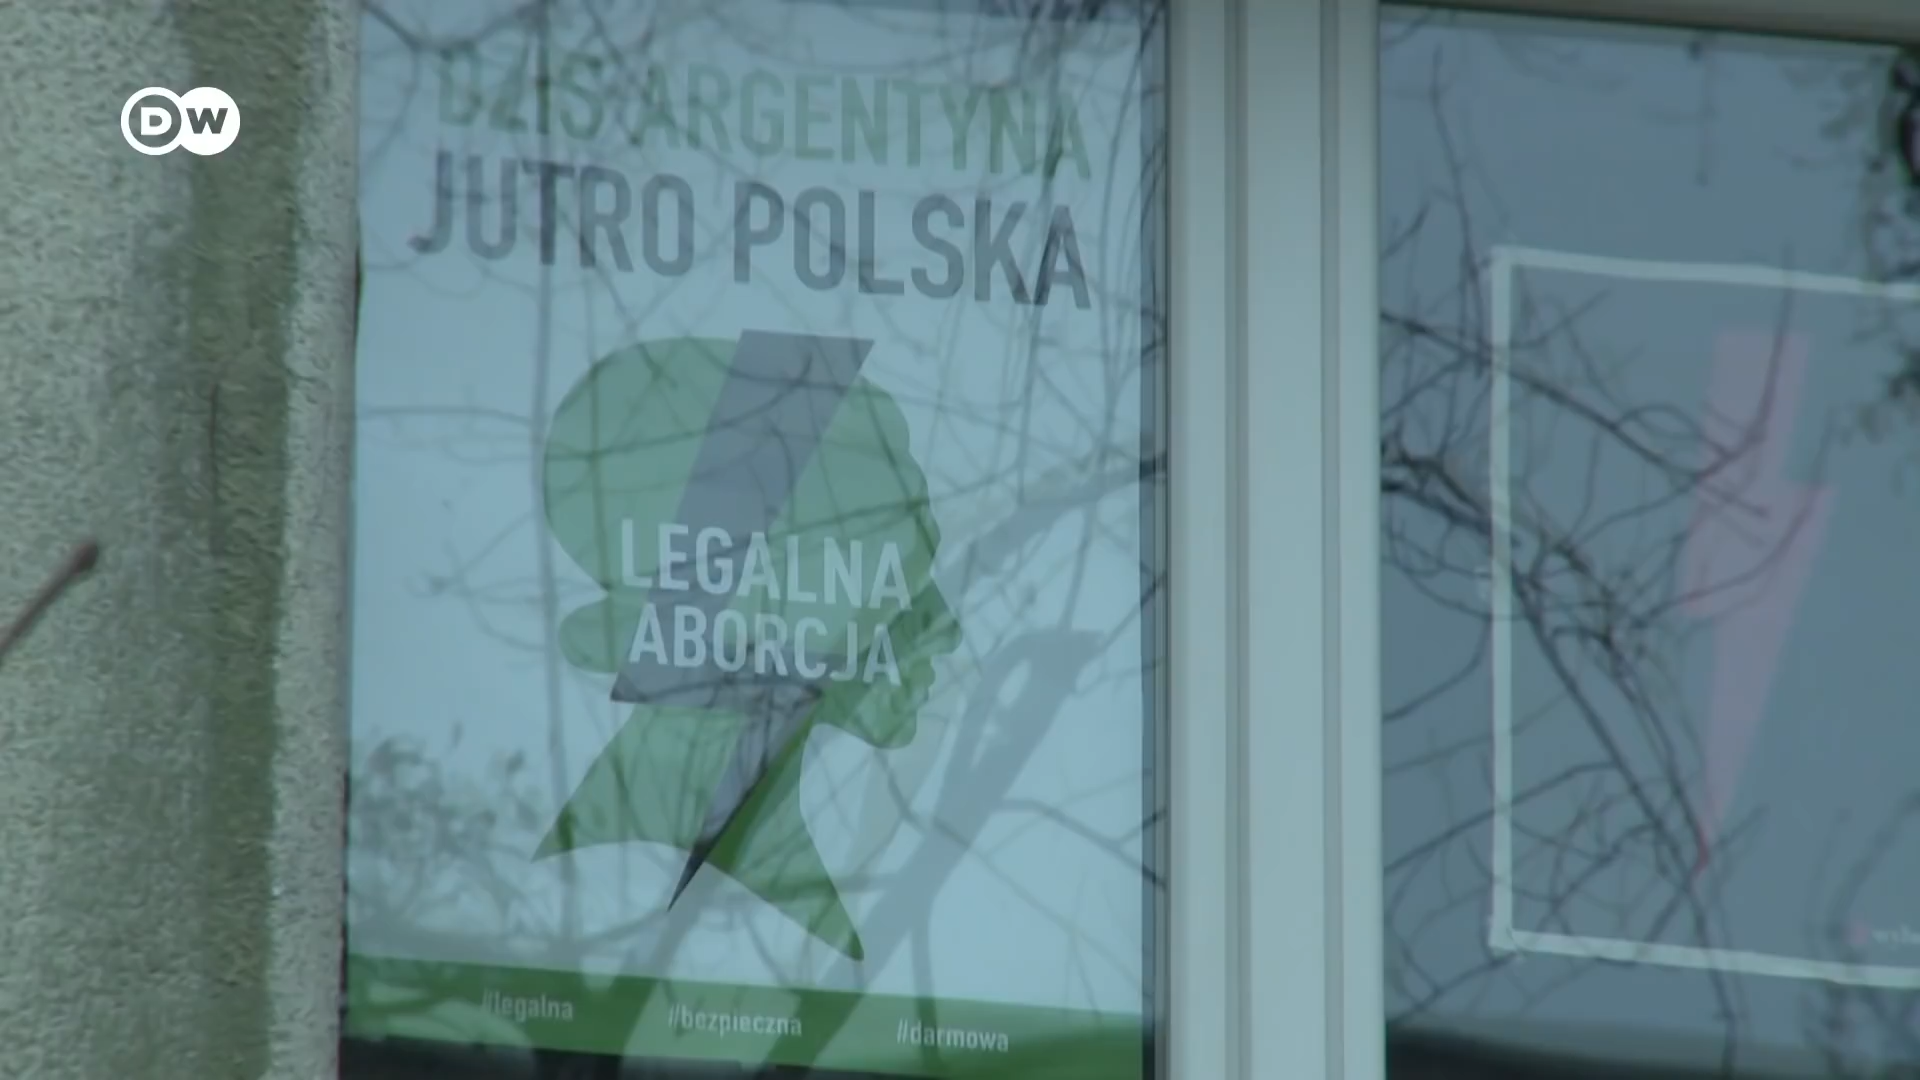 DW
DZIŚ ARGENTYNA
JUTRO POLSKA
LEGALNA
ABORCJA
#legalna #bezpieczna #darmowa